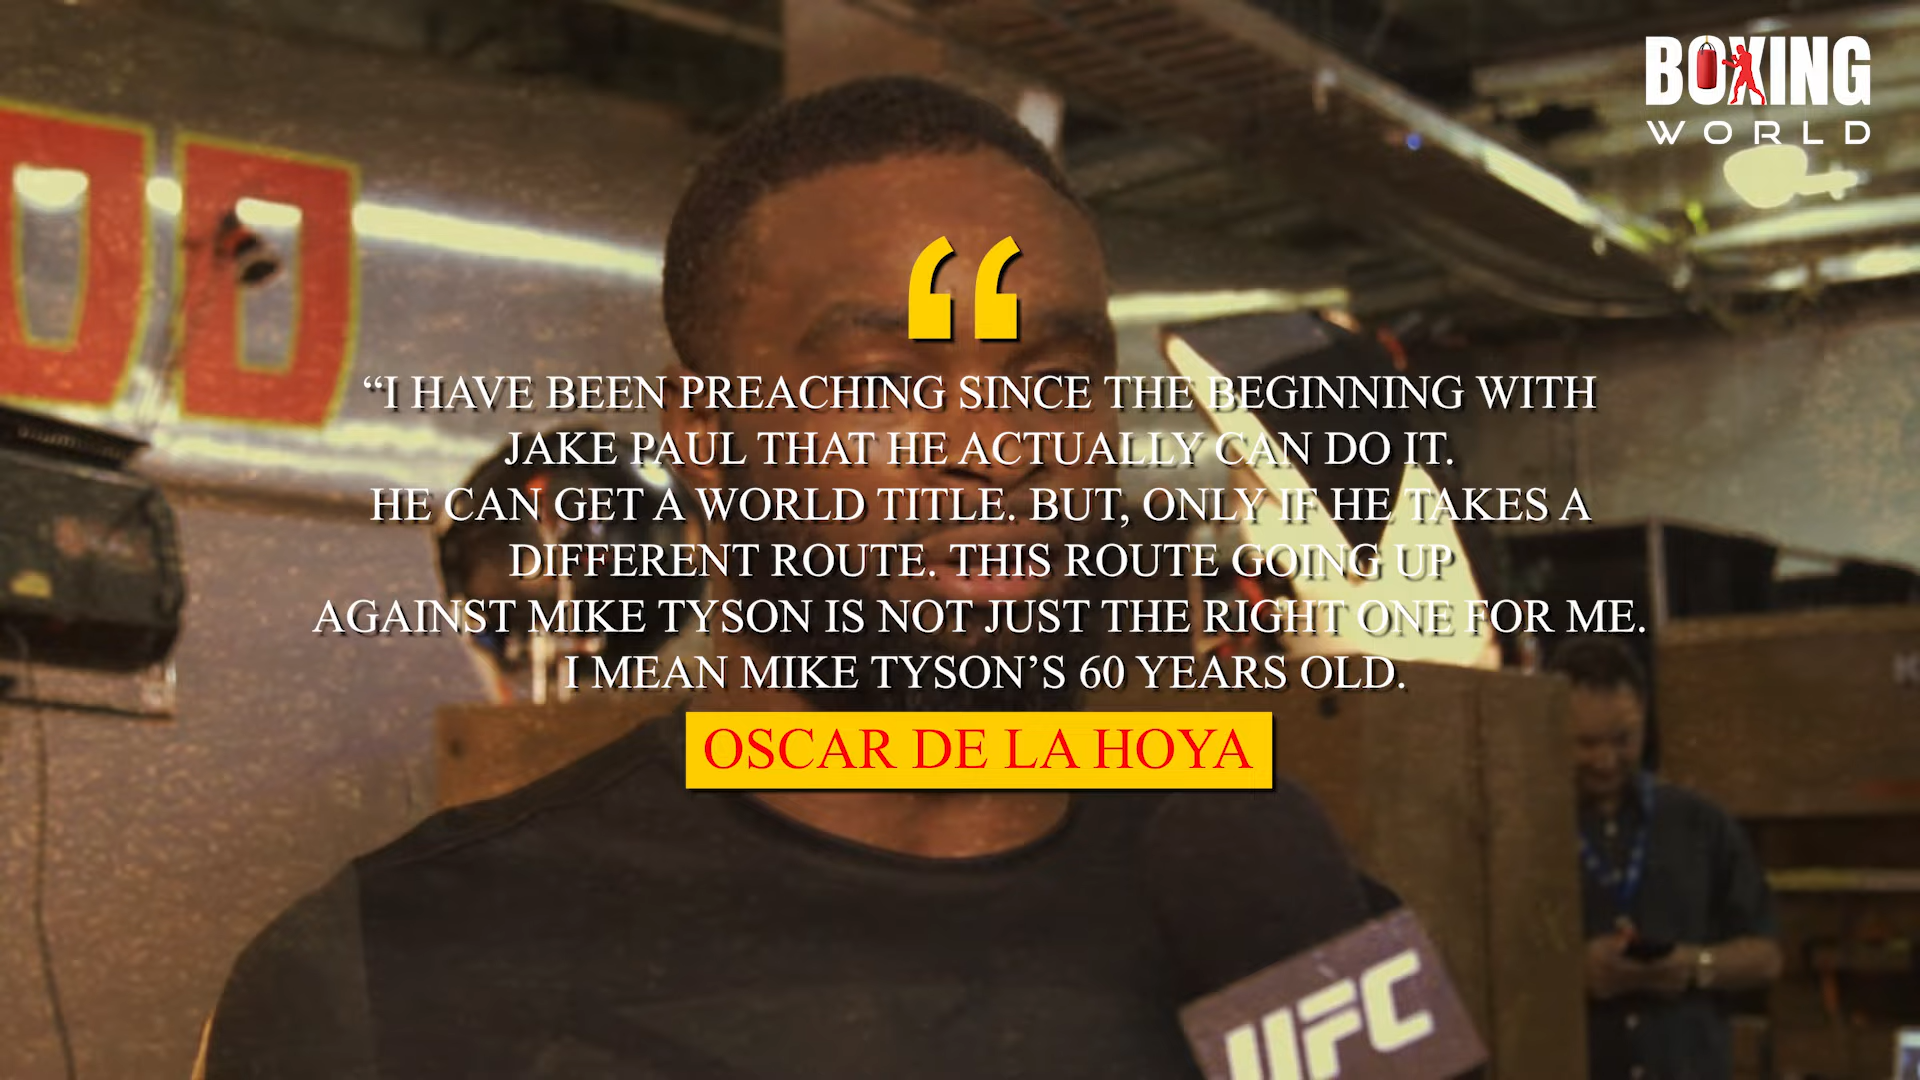 BOXING
WORLD
“
“I HAVE BEEN PREACHING SINCE THE BEGINNING WITH
JAKE PAUL THAT HE ACTUALLY CAN DO IT.
HE CAN GET A WORLD TITLE. BUT, ONLY IF HE TAKES A
DIFFERENT ROUTE. THIS ROUTE GOING UP
AGAINST MIKE TYSON IS NOT JUST THE RIGHT ONE FOR ME.
I MEAN MIKE TYSON’S 60 YEARS OLD.
OSCAR DE LA HOYA
UFC